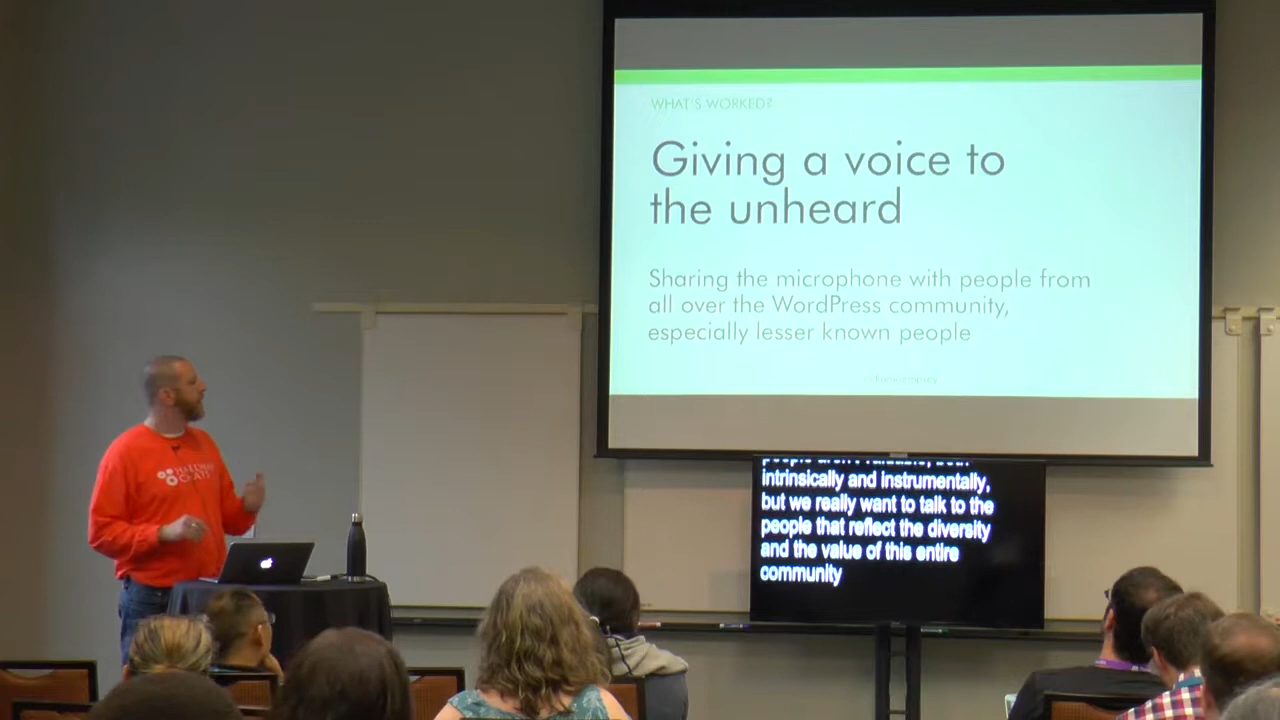 WHAT'S WORKED?
Giving a voice to
the unheard
Sharing the microphone with people from
all over the WordPress community,
especially lesser known people
intrinsically and instrumentally,
but we really want to talk to the
people that reflect the diversity
and the value of this entire
community